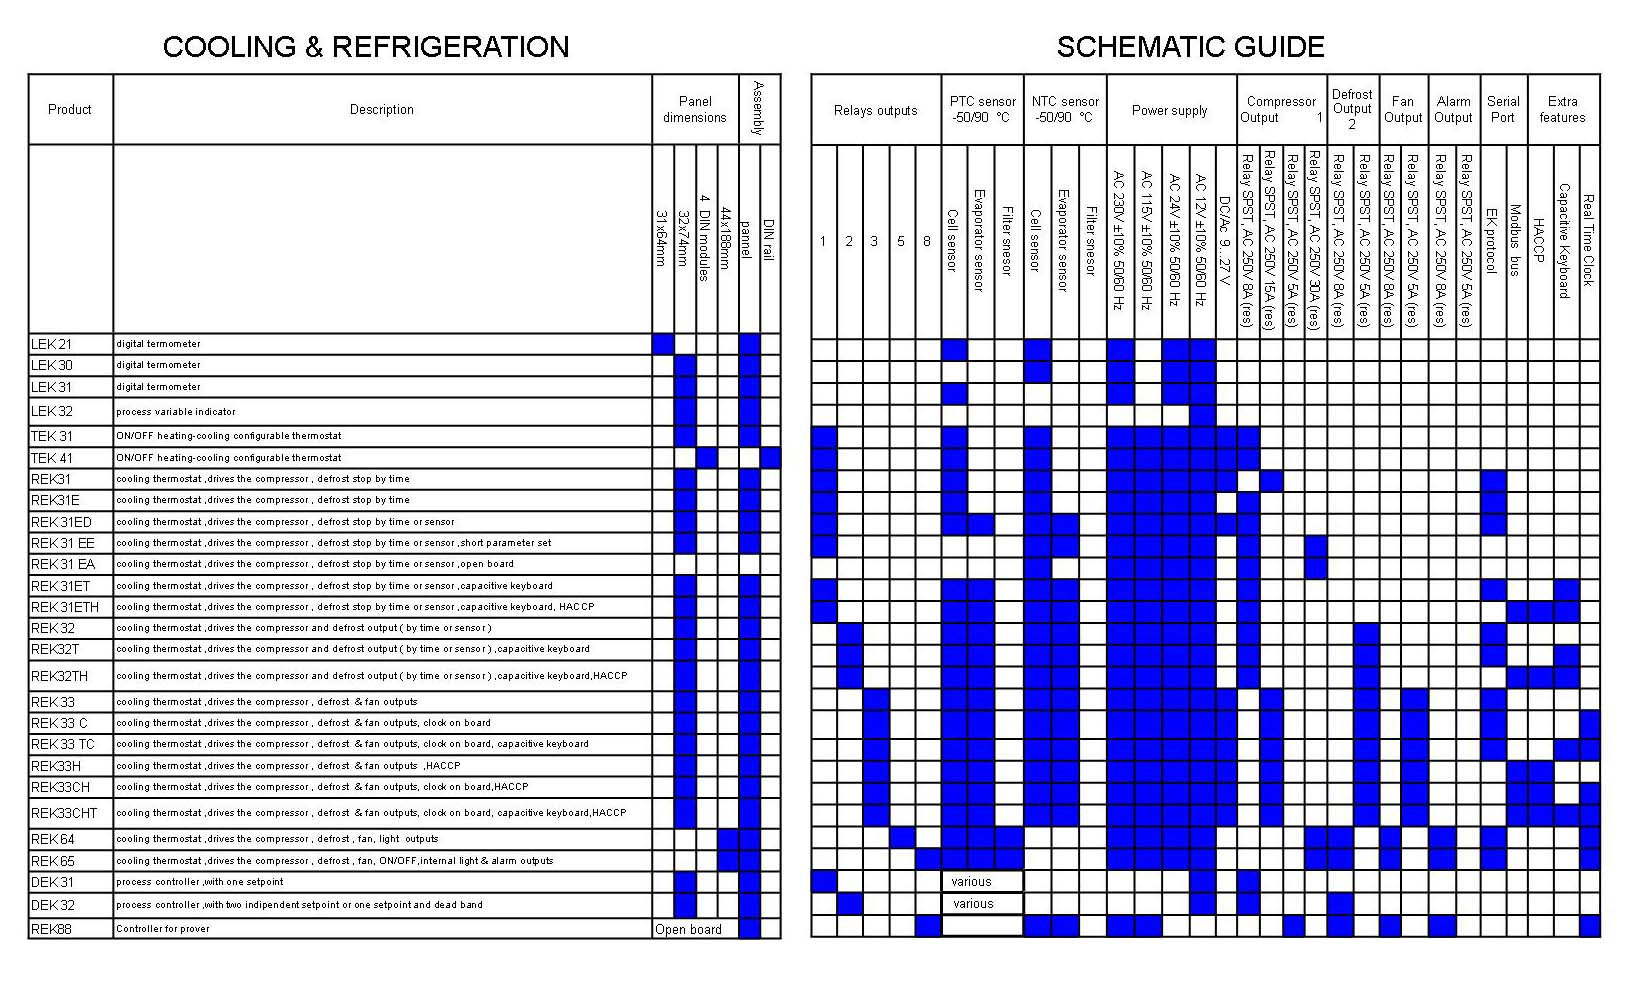 COOLING & REFRIGERATION
SCHEMATIC GUIDE
Product
Description
Panel
dimensions
Assembly
31x64mm
32x74mm
4 DIN modules
44x188mm
pannel
DIN rail
LEK 21 digital termometer
LEK 30 digital termometer
LEK 31 digital termometer
LEK 32 process variable indicator
TEK 31 ON/OFF heating-cooling configurable thermostat
TEK 41 ON/OFF heating-cooling configurable thermostat
REK31 cooling thermostat ,drives the compressor , defrost stop by time
REK31E cooling thermostat ,drives the compressor , defrost stop by time
REK 31ED cooling thermostat ,drives the compressor , defrost stop by time or sensor
REK 31 EE cooling thermostat ,drives the compressor , defrost stop by time or sensor ,short parameter set
REK 31 EA cooling thermostat ,drives the compressor , defrost stop by time or sensor ,open board
REK 31ET cooling thermostat ,drives the compressor , defrost stop by time or sensor ,capacitive keyboard
REK 31ETH cooling thermostat ,drives the compressor , defrost stop by time or sensor ,capacitive keyboard, HACCP
REK 32 cooling thermostat ,drives the compressor and defrost output ( by time or sensor )
REK32T cooling thermostat ,drives the compressor and defrost output ( by time or sensor ) ,capacitive keyboard
REK32TH cooling thermostat ,drives the compressor and defrost output ( by time or sensor ) ,capacitive keyboard,HACCP
REK 33 cooling thermostat ,drives the compressor , defrost & fan outputs
REK 33 C cooling thermostat ,drives the compressor , defrost & fan outputs, clock on board
REK 33 TC cooling thermostat ,drives the compressor , defrost & fan outputs, clock on board, capacitive keyboard
REK33H cooling thermostat ,drives the compressor , defrost & fan outputs ,HACCP
REK33CH cooling thermostat ,drives the compressor , defrost & fan outputs, clock on board,HACCP
REK33CHT cooling thermostat ,drives the compressor , defrost & fan outputs, clock on board, capacitive keyboard,HACCP
REK 64 cooling thermostat ,drives the compressor , defrost , fan, light outputs
REK 65 cooling thermostat ,drives the compressor , defrost , fan, ON/OFF,internal light & alarm outputs
DEK 31 process controller ,with one setpoint
DEK 32 process controller ,with two indipendent setpoint or one setpoint and dead band
REK88 Controller for prover Open board
Relays outputs
PTC sensor
-50/90 °C
NTC sensor
-50/90 °C
Power supply
Compressor
Output 1
Defrost
Output
2
Fan
Output
Alarm
Output
Serial
Port
Extra
features
1
2
3
5
8
Cell sensor
Evaporator sensor
Filter snesor
Cell sensor
Evaporator sensor
Filter snesor
AC 230V ±10% 50/60 Hz
AC 115V ±10% 50/60 Hz
AC 24V ±10% 50/60 Hz
AC 12V ±10% 50/60 Hz
DC/Ac 9...27 V
Relay SPST, AC 250V 8A (res)
Relay SPST, AC 250V 15A (res)
Relay SPST, AC 250V 5A (res)
Relay SPST, AC 250V 30A (res)
Relay SPST, AC 250V 8A (res)
Relay SPST, AC 250V 5A (res)
Relay SPST, AC 250V 8A (res)
Relay SPST, AC 250V 5A (res)
Relay SPST, AC 250V 8A (res)
Relay SPST, AC 250V 5A (res)
EK protocol
Modbus bus
HACCP
Capacitive Keyboard
Real Time Clock
various
various